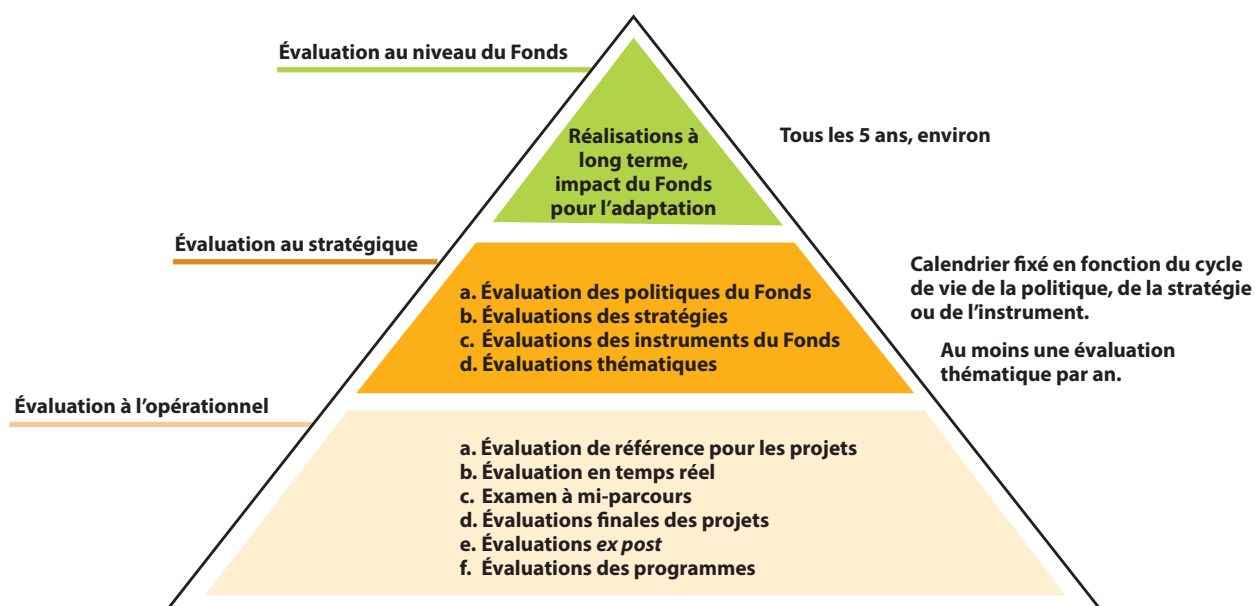 Évaluation au niveau du Fonds
Réalisations à
long terme,
impact du Fonds
pour l’adaptation
Tous les 5 ans, environ
Évaluation au stratégique
a. Évaluation des politiques du Fonds
b. Évaluations des stratégies
c. Évaluations des instruments du Fonds
d. Évaluations thématiques
Calendrier fixé en fonction du cycle
de vie de la politique, de la stratégie
ou de l’instrument.
Au moins une évaluation
thématique par an.
Évaluation à l’opérationnel
a. Évaluation de référence pour les projets
b. Évaluation en temps réel
c. Examen à mi-parcours
d. Évaluations finales des projets
e. Évaluations ex post
f. Évaluations des programmes